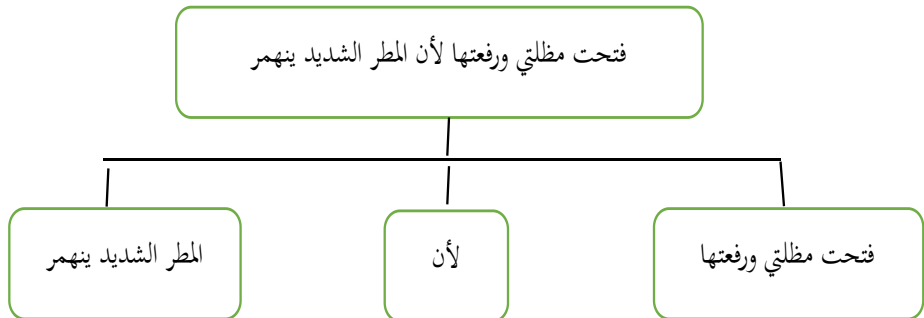 فتحت مظلتي ورفعتها لأن المطر الشديد ينهمر
فتحت مظلتي ورفعتها
لأن
المطر الشديد ينهمر